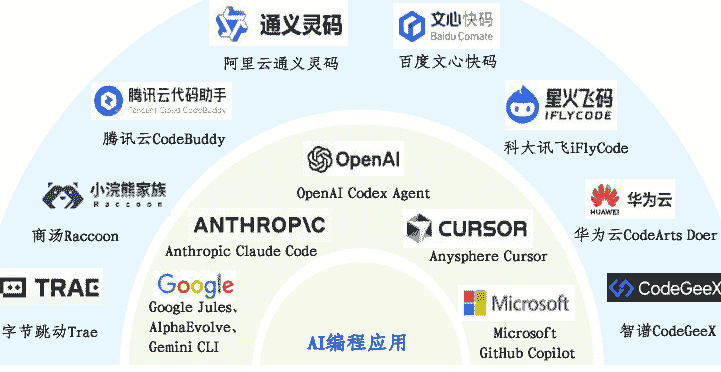 通义灵码
阿里云通义灵码
文心快码
Baidu Comate
百度文心快码
腾讯云代码助手
Tencent Cloud CodeBuddy
腾讯云CodeBuddy
星火飞码
IFLYCODE
科大讯飞iFlyCode
OpenAI
OpenAI Codex Agent
小浣熊家族
Raccoon
商汤Raccoon
HUAWEI
华为云
华为云CodeArts Doer
ANTHROP\C
Anthropic Claude Code
CURSOR
Anysphere Cursor
TRAE
字节跳动Trae
Google
Google Jules、
AlphaEvolve、
Gemini CLI
Microsoft
Microsoft
GitHub Copilot
CodeGeeX
智谱CodeGeeX
AI编程应用